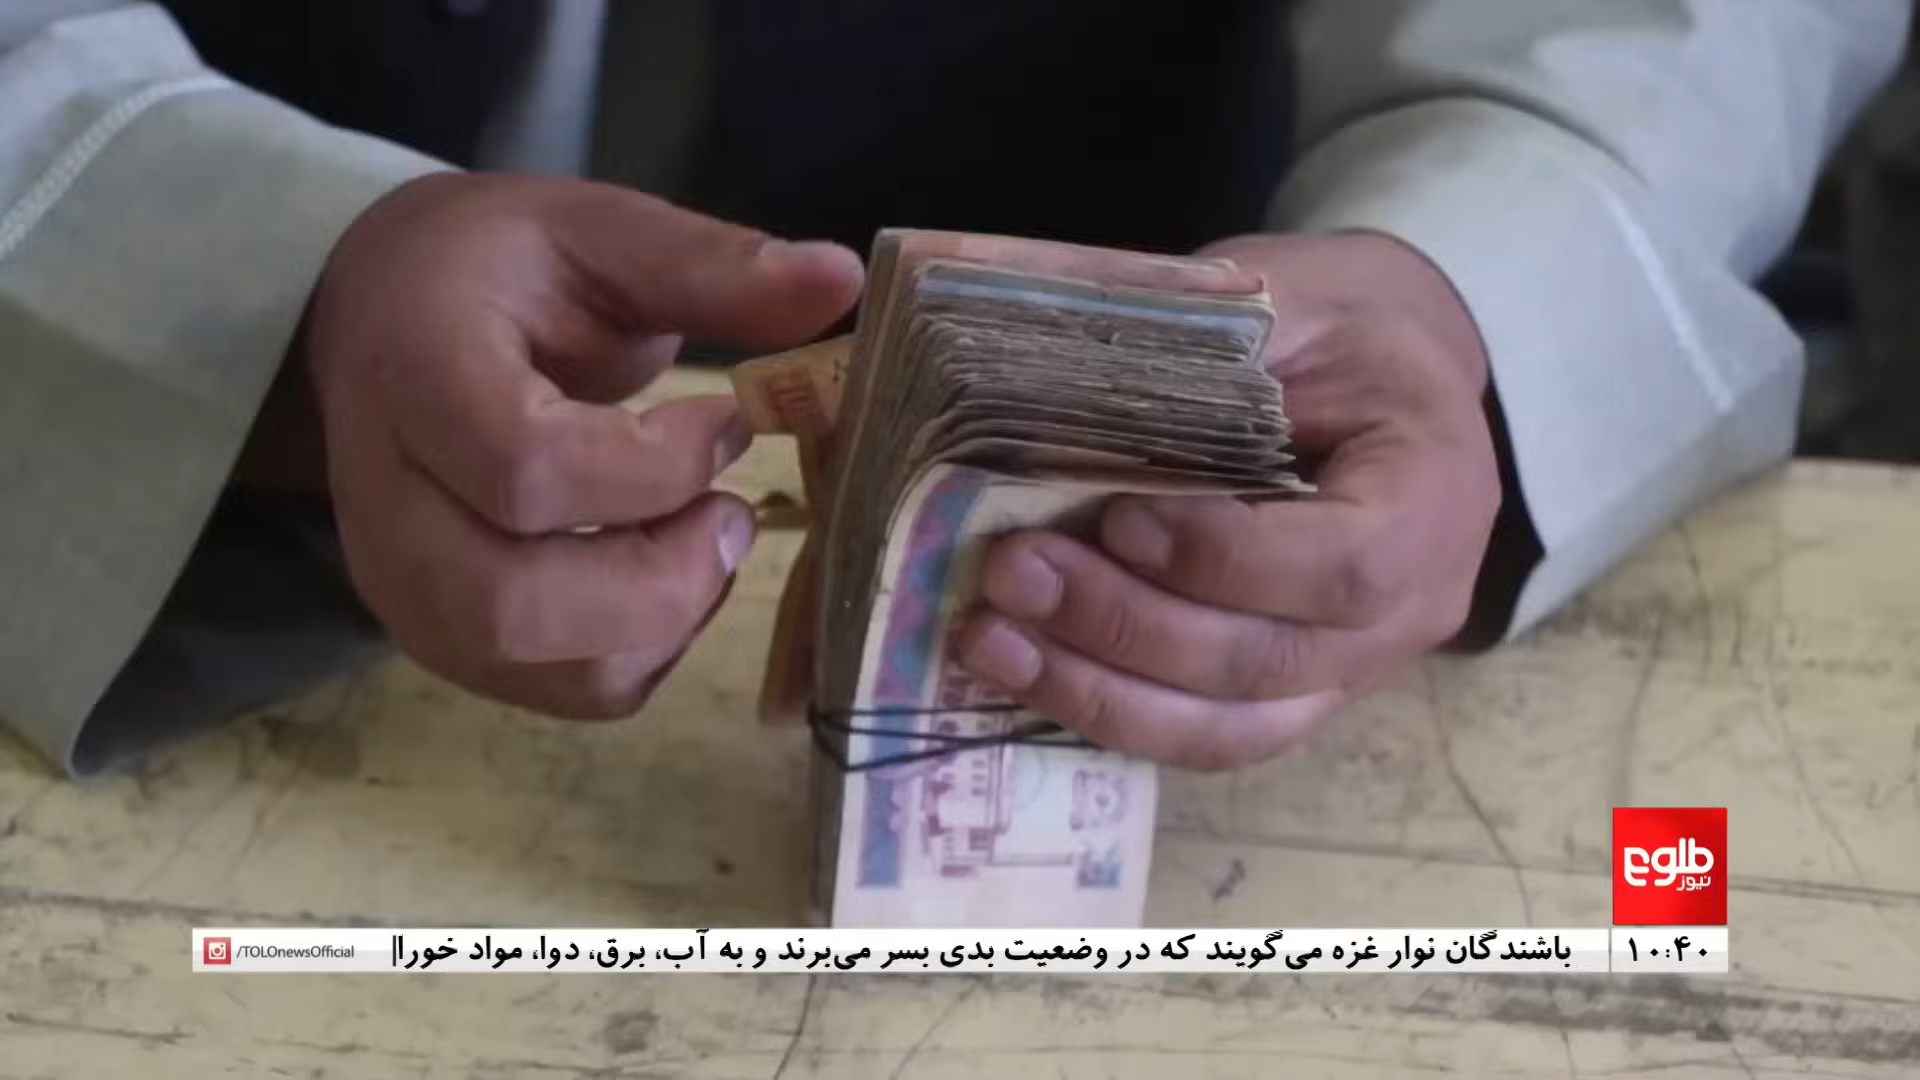 طلوع
نیوز
۱۰:۴۰
باشندگان نوار غزه می‌گویند که در وضعیت بدی بسر می‌برند و به آب، برق، دوا، مواد خورا
/TOLOnewsOfficial